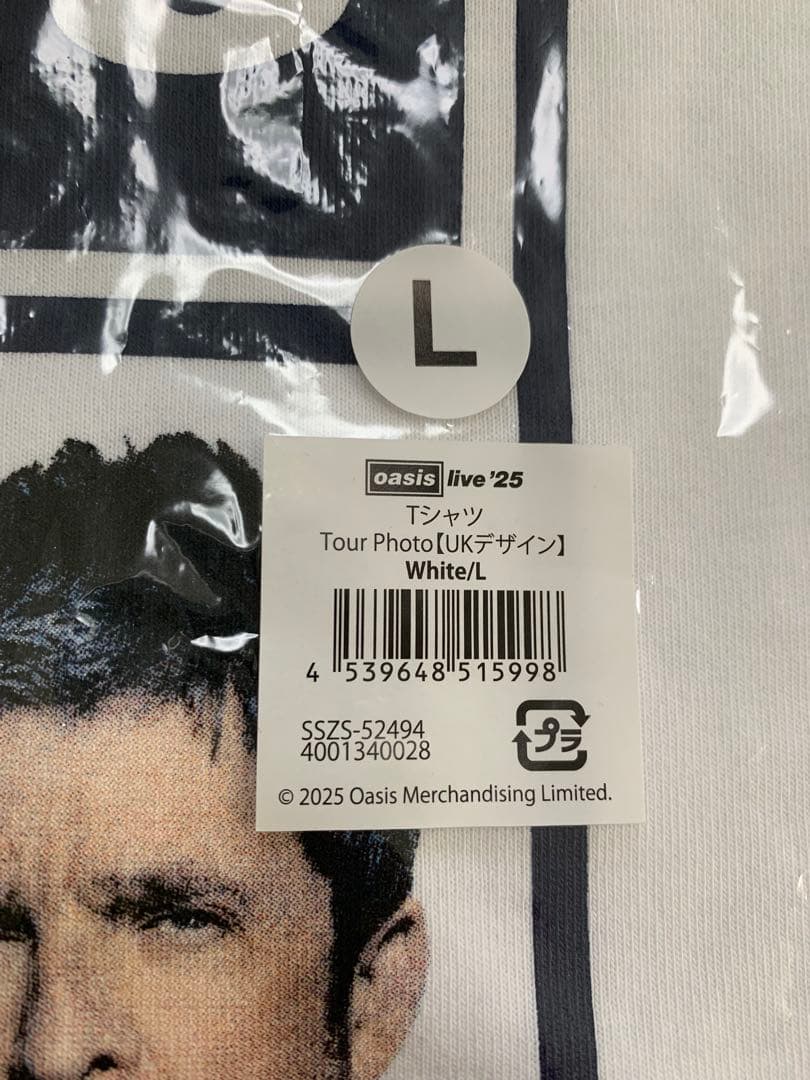 L
oasis live '25
Tシャツ
Tour Photo【UKデザイン】
White/L
4 539648 515998
SSZS-52494
4001340028
プラ
© 2025 Oasis Merchandising Limited.